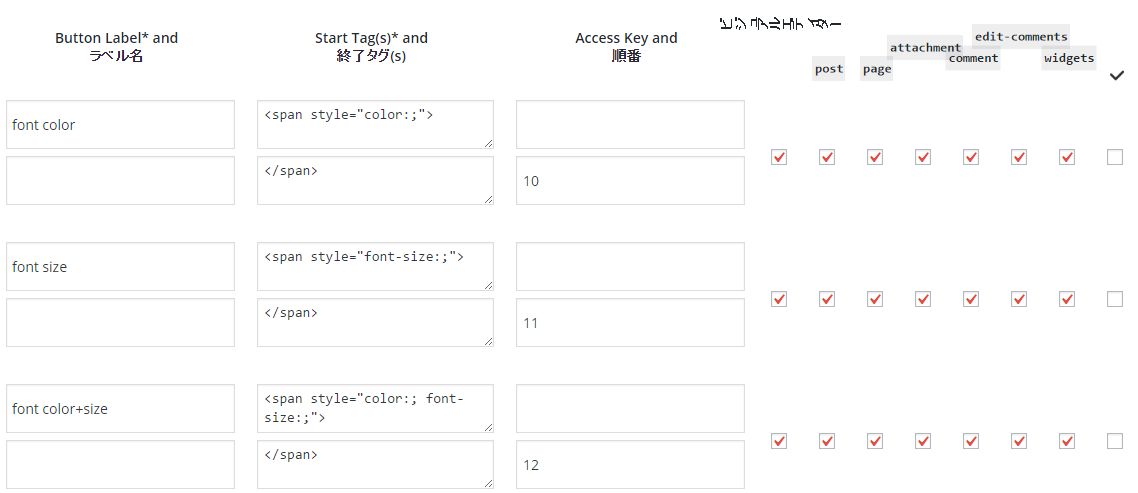 ビジュアルエディター
Button Label* and
ラベル名
Start Tag(s)* and
終了タグ(s)
Access Key and
順番
post
page
attachment
comment
edit-comments
widgets
font color
<span style="color:;">
</span>
10
font size
<span style="font-size:;">
</span>
11
font color+size
<span style="color:; font-
size:;">
</span>
12